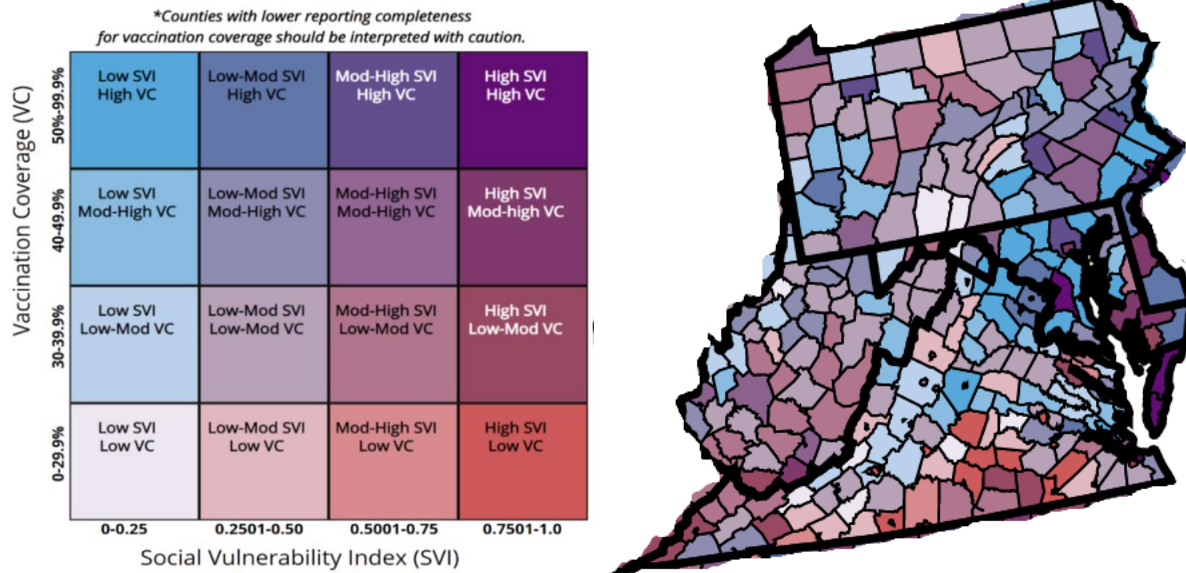 *Counties with lower reporting completeness
for vaccination coverage should be interpreted with caution.
Vaccination Coverage (VC)
50%-99.9%
Low SVI
High VC
Low-Mod SVI
High VC
Mod-High SVI
High VC
High SVI
High VC
40-49.9%
Low SVI
Mod-High VC
Low-Mod SVI
Mod-High VC
Mod-High SVI
Mod-High VC
High SVI
Mod-high VC
30-39.9%
Low SVI
Low-Mod VC
Low-Mod SVI
Low-Mod VC
Mod-High SVI
Low-Mod VC
High SVI
Low-Mod VC
0-29.9%
Low SVI
Low VC
Low-Mod SVI
Low VC
Mod-High SVI
Low VC
High SVI
Low VC
0-0.25
0.2501-0.50
0.5001-0.75
0.7501-1.0
Social Vulnerability Index (SVI)